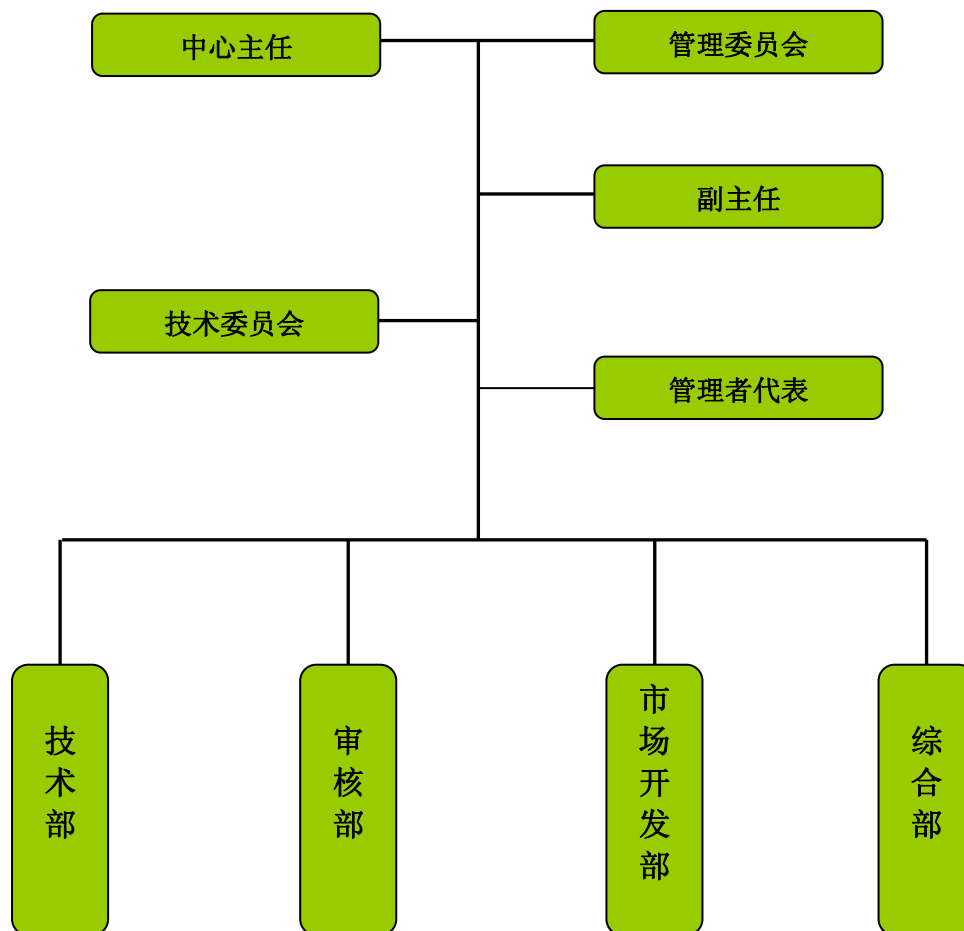 中心主任
管理委员会
副主任
技术委员会
管理者代表
技术部
审核部
市场开发部
综合部